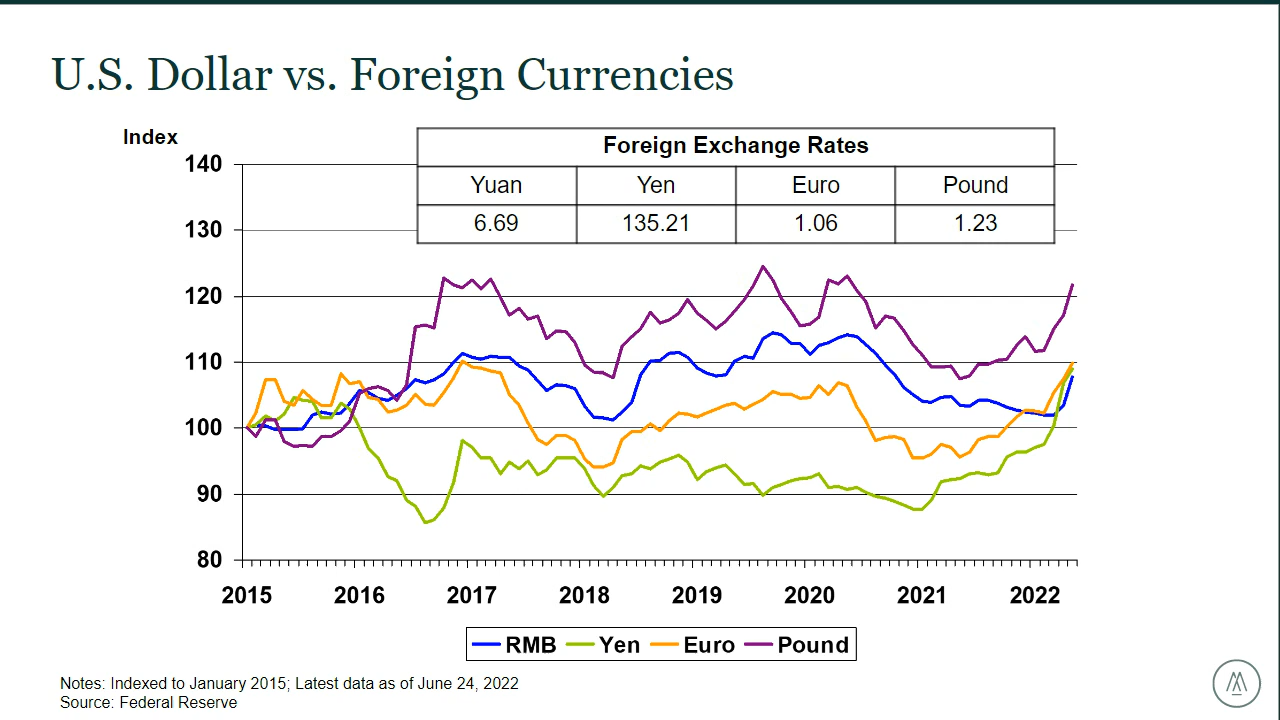 U.S. Dollar vs. Foreign Currencies
Index
Foreign Exchange Rates
Yuan Yen Euro Pound
6.69 135.21 1.06 1.23
140
130
120
110
100
90
80
2015 2016 2017 2018 2019 2020 2021 2022
RMB Yen Euro Pound
Notes: Indexed to January 2015; Latest data as of June 24, 2022
Source: Federal Reserve